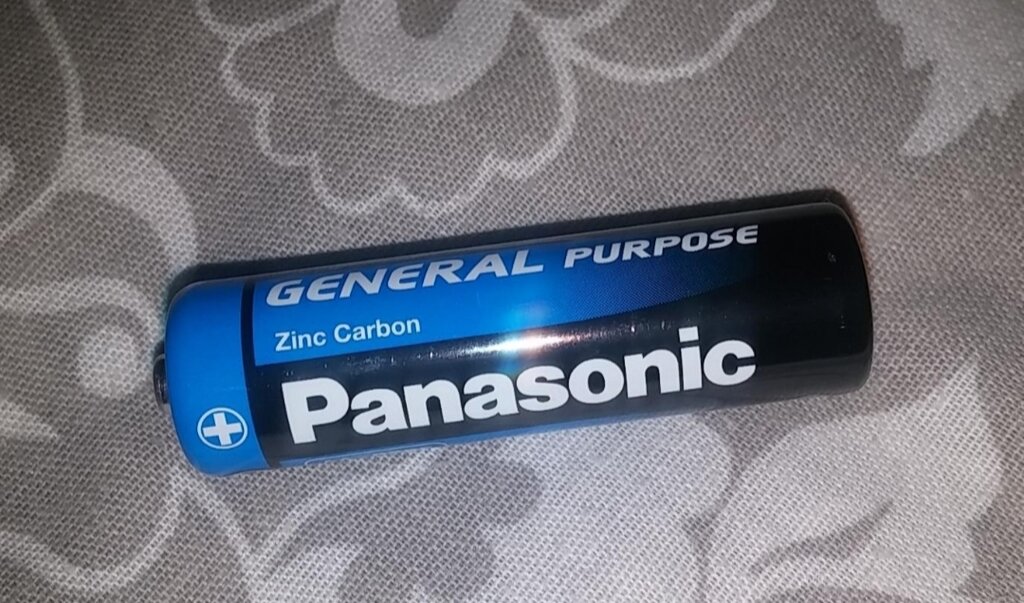 GENERAL PURPOSE
Zinc Carbon
Panasonic
+